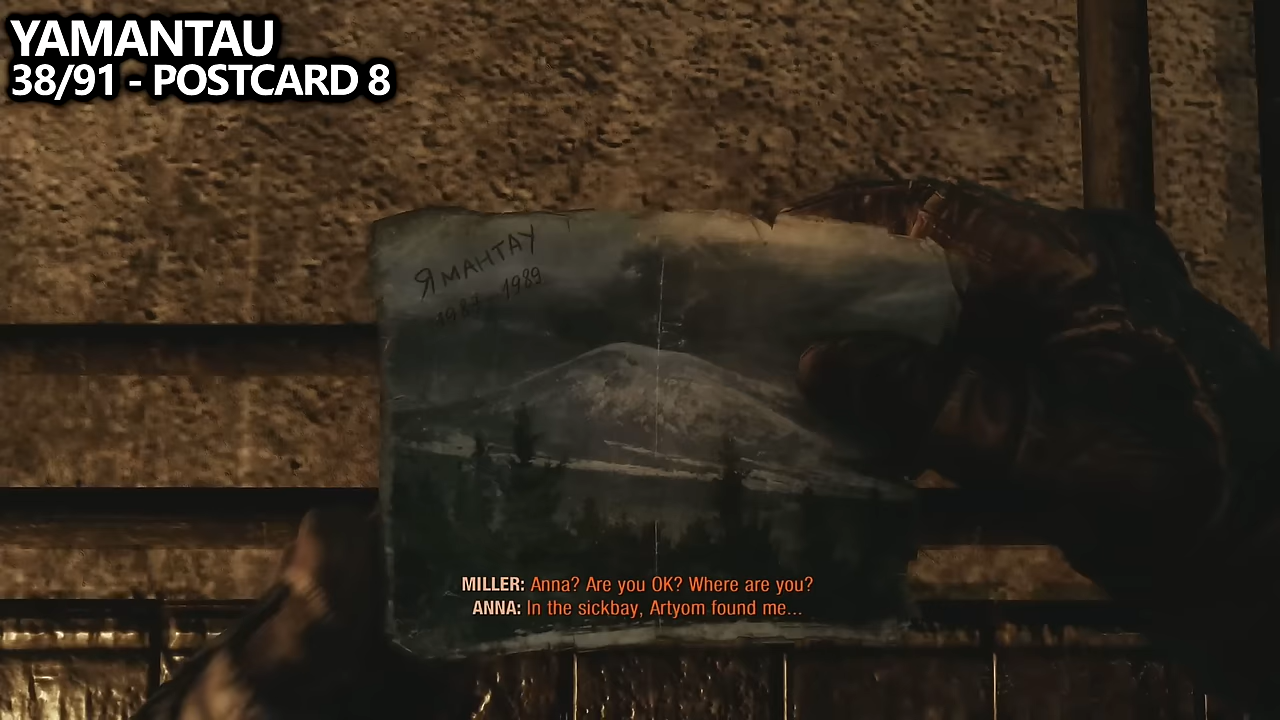 YAMANTAU
38/91 - POSTCARD 8
ЯМАНТАУ
1989
MILLER: Anna? Are you OK? Where are you?
ANNA: In the sickbay, Artyom found me...